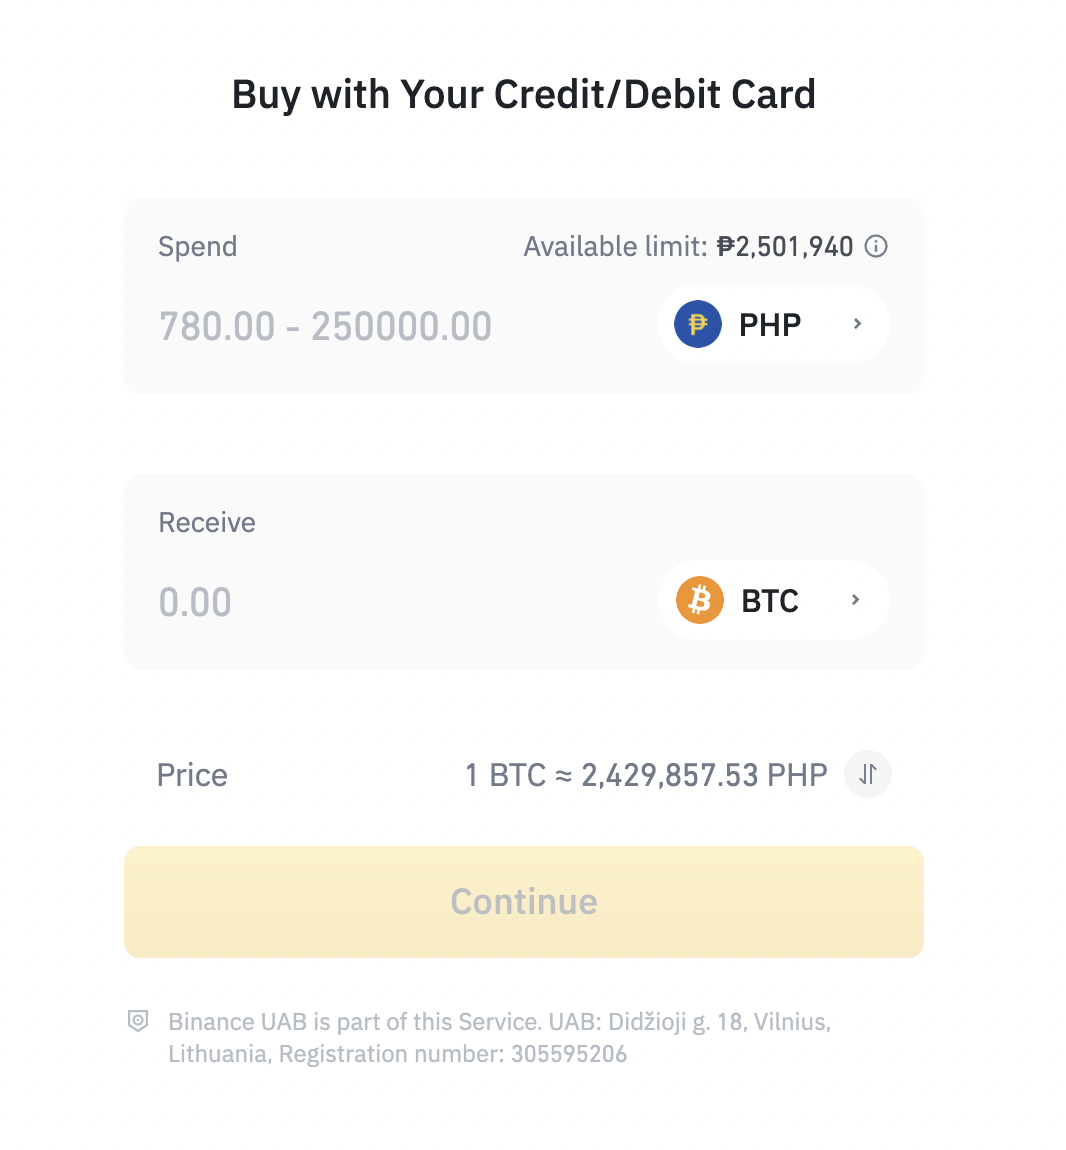 Buy with Your Credit/Debit Card
Spend
Available limit: ₱2,501,940
780.00 - 250000.00
₱ PHP
Receive
0.00
₿ BTC
Price
1 BTC ≈ 2,429,857.53 PHP
Continue
Binance UAB is part of this Service. UAB: Didžioji g. 18, Vilnius,
Lithuania, Registration number: 305595206